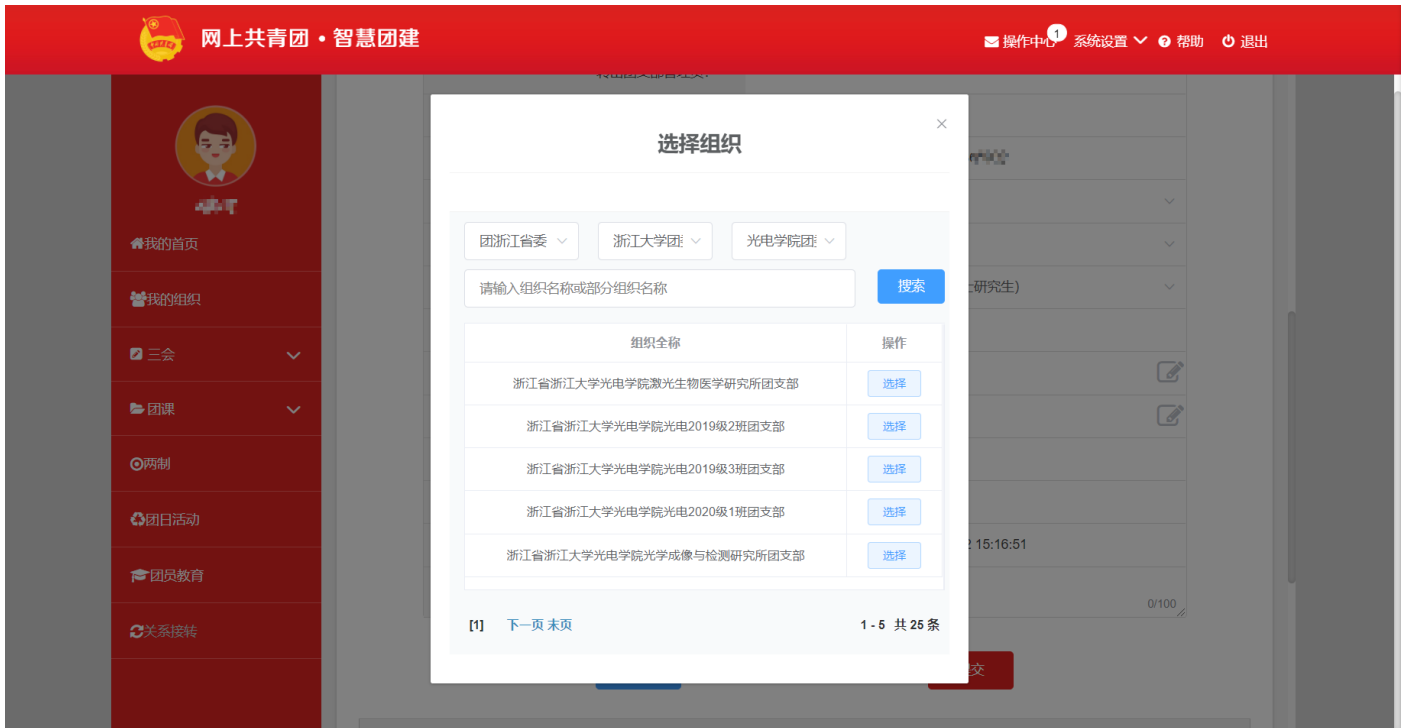 网上共青团·智慧团建
操作中心 1 系统设置 帮助 退出
选择组织
×
我的首页
我的组织
三会
团课
两制
团日活动
团员教育
关系接转
团浙江省委 浙江大学团 光电学院团
请输入组织名称或部分组织名称 搜索
组织全称 操作
浙江省浙江大学光电学院激光生物医学研究所团支部 选择
浙江省浙江大学光电学院光电2019级2班团支部 选择
浙江省浙江大学光电学院光电2019级3班团支部 选择
浙江省浙江大学光电学院光电2020级1班团支部 选择
浙江省浙江大学光电学院光学成像与检测研究所团支部 选择
[1] 下一页 末页 1 - 5 共 25 条
研究生)
2 15:16:51
0/100
交